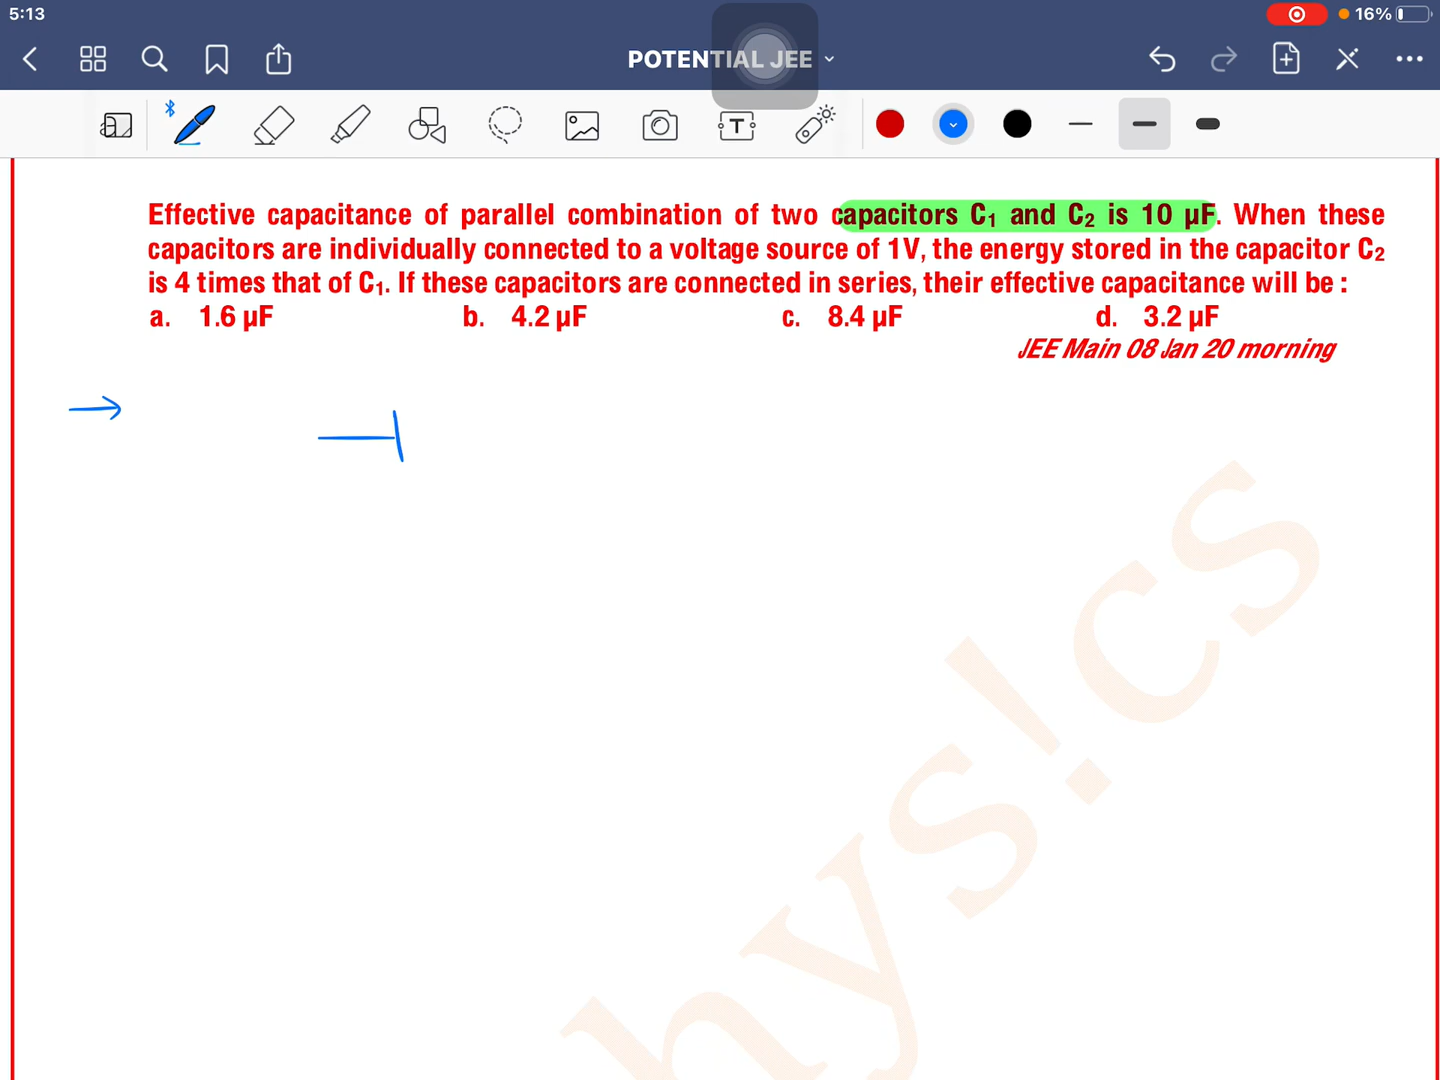 5:13
16%
POTENTIAL JEE
T
Effective capacitance of parallel combination of two capacitors C₁ and C₂ is 10 μF. When these
capacitors are individually connected to a voltage source of 1V, the energy stored in the capacitor C₂
is 4 times that of C₁. If these capacitors are connected in series, their effective capacitance will be :
a. 1.6 μF b. 4.2 μF c. 8.4 μF d. 3.2 μF
JEE Main 08 Jan 20 morning
hys!cs